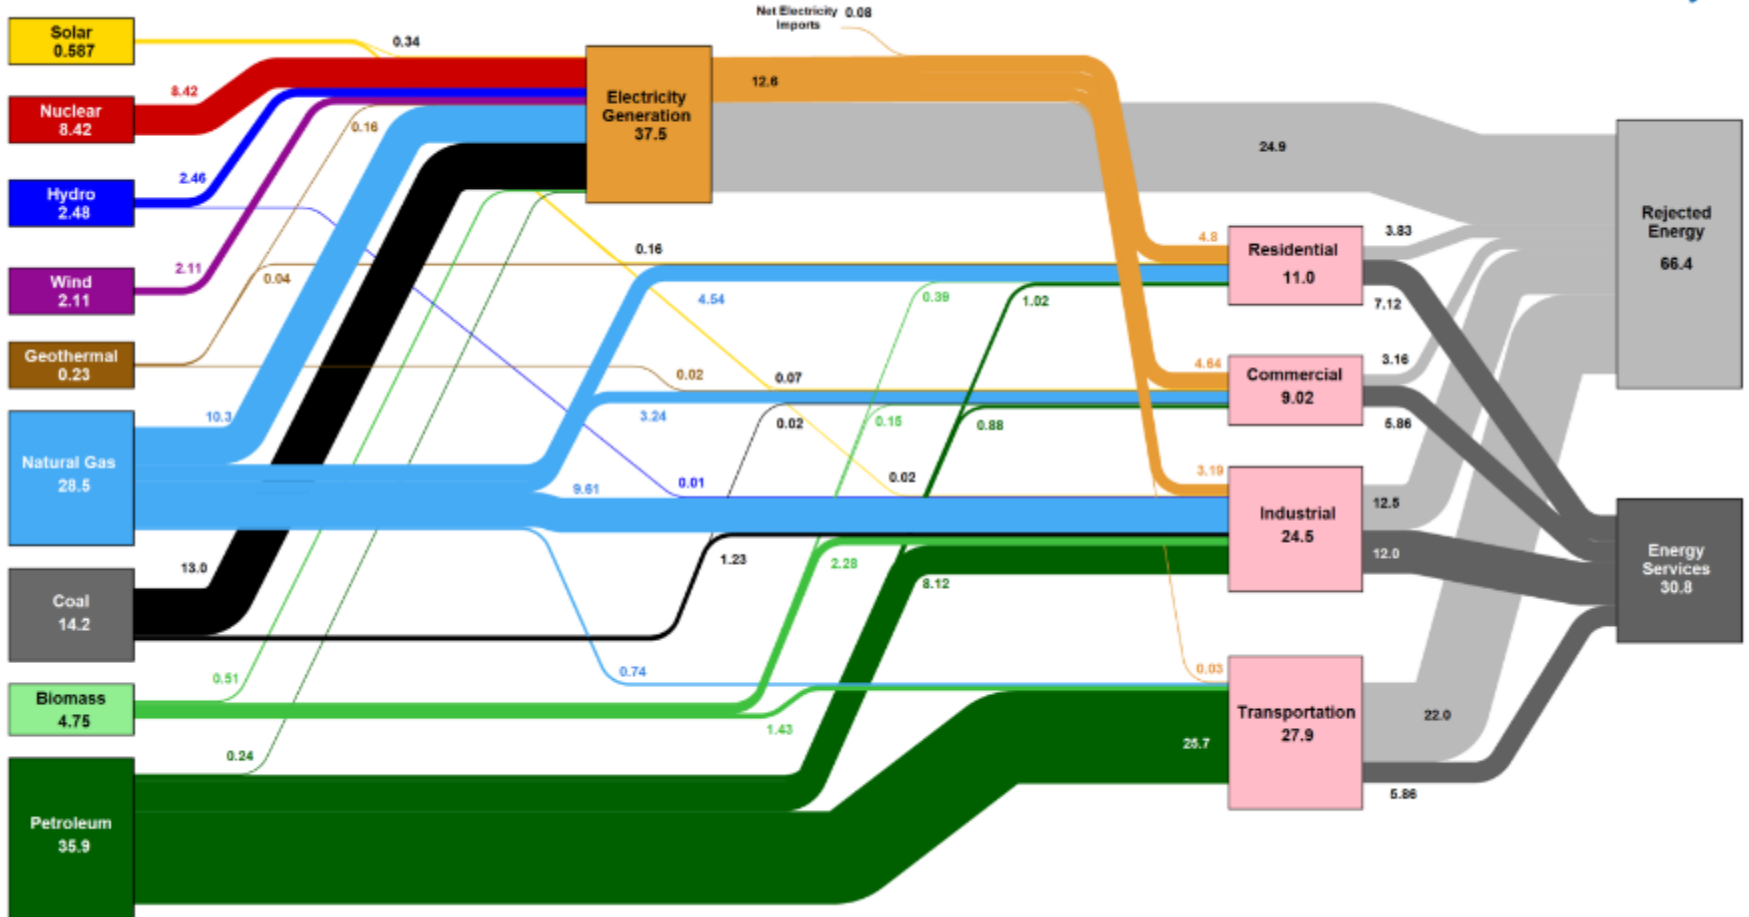 Net Electricity 0.08
Imports
Solar
0.587
0.34
12.6
8.42
Nuclear
8.42
Electricity
Generation
37.5
0.16
24.9
2.46
Hydro
2.48
Rejected
Energy
66.4
4.8
Residential
11.0
3.83
7.12
0.16
Wind
2.11
2.11
0.04
4.54
0.39
1.02
Geothermal
0.23
0.02
0.07
4.64
Commercial
9.02
3.16
5.86
10.3
3.24
0.02
0.15
0.88
Natural Gas
28.5
9.61
0.01
0.02
3.19
Industrial
24.5
12.5
12.0
Energy
Services
30.8
13.0
Coal
14.2
1.23
2.28
8.12
0.51
0.74
0.03
Biomass
4.75
1.43
Transportation
27.9
22.0
5.86
0.24
25.7
Petroleum
35.9